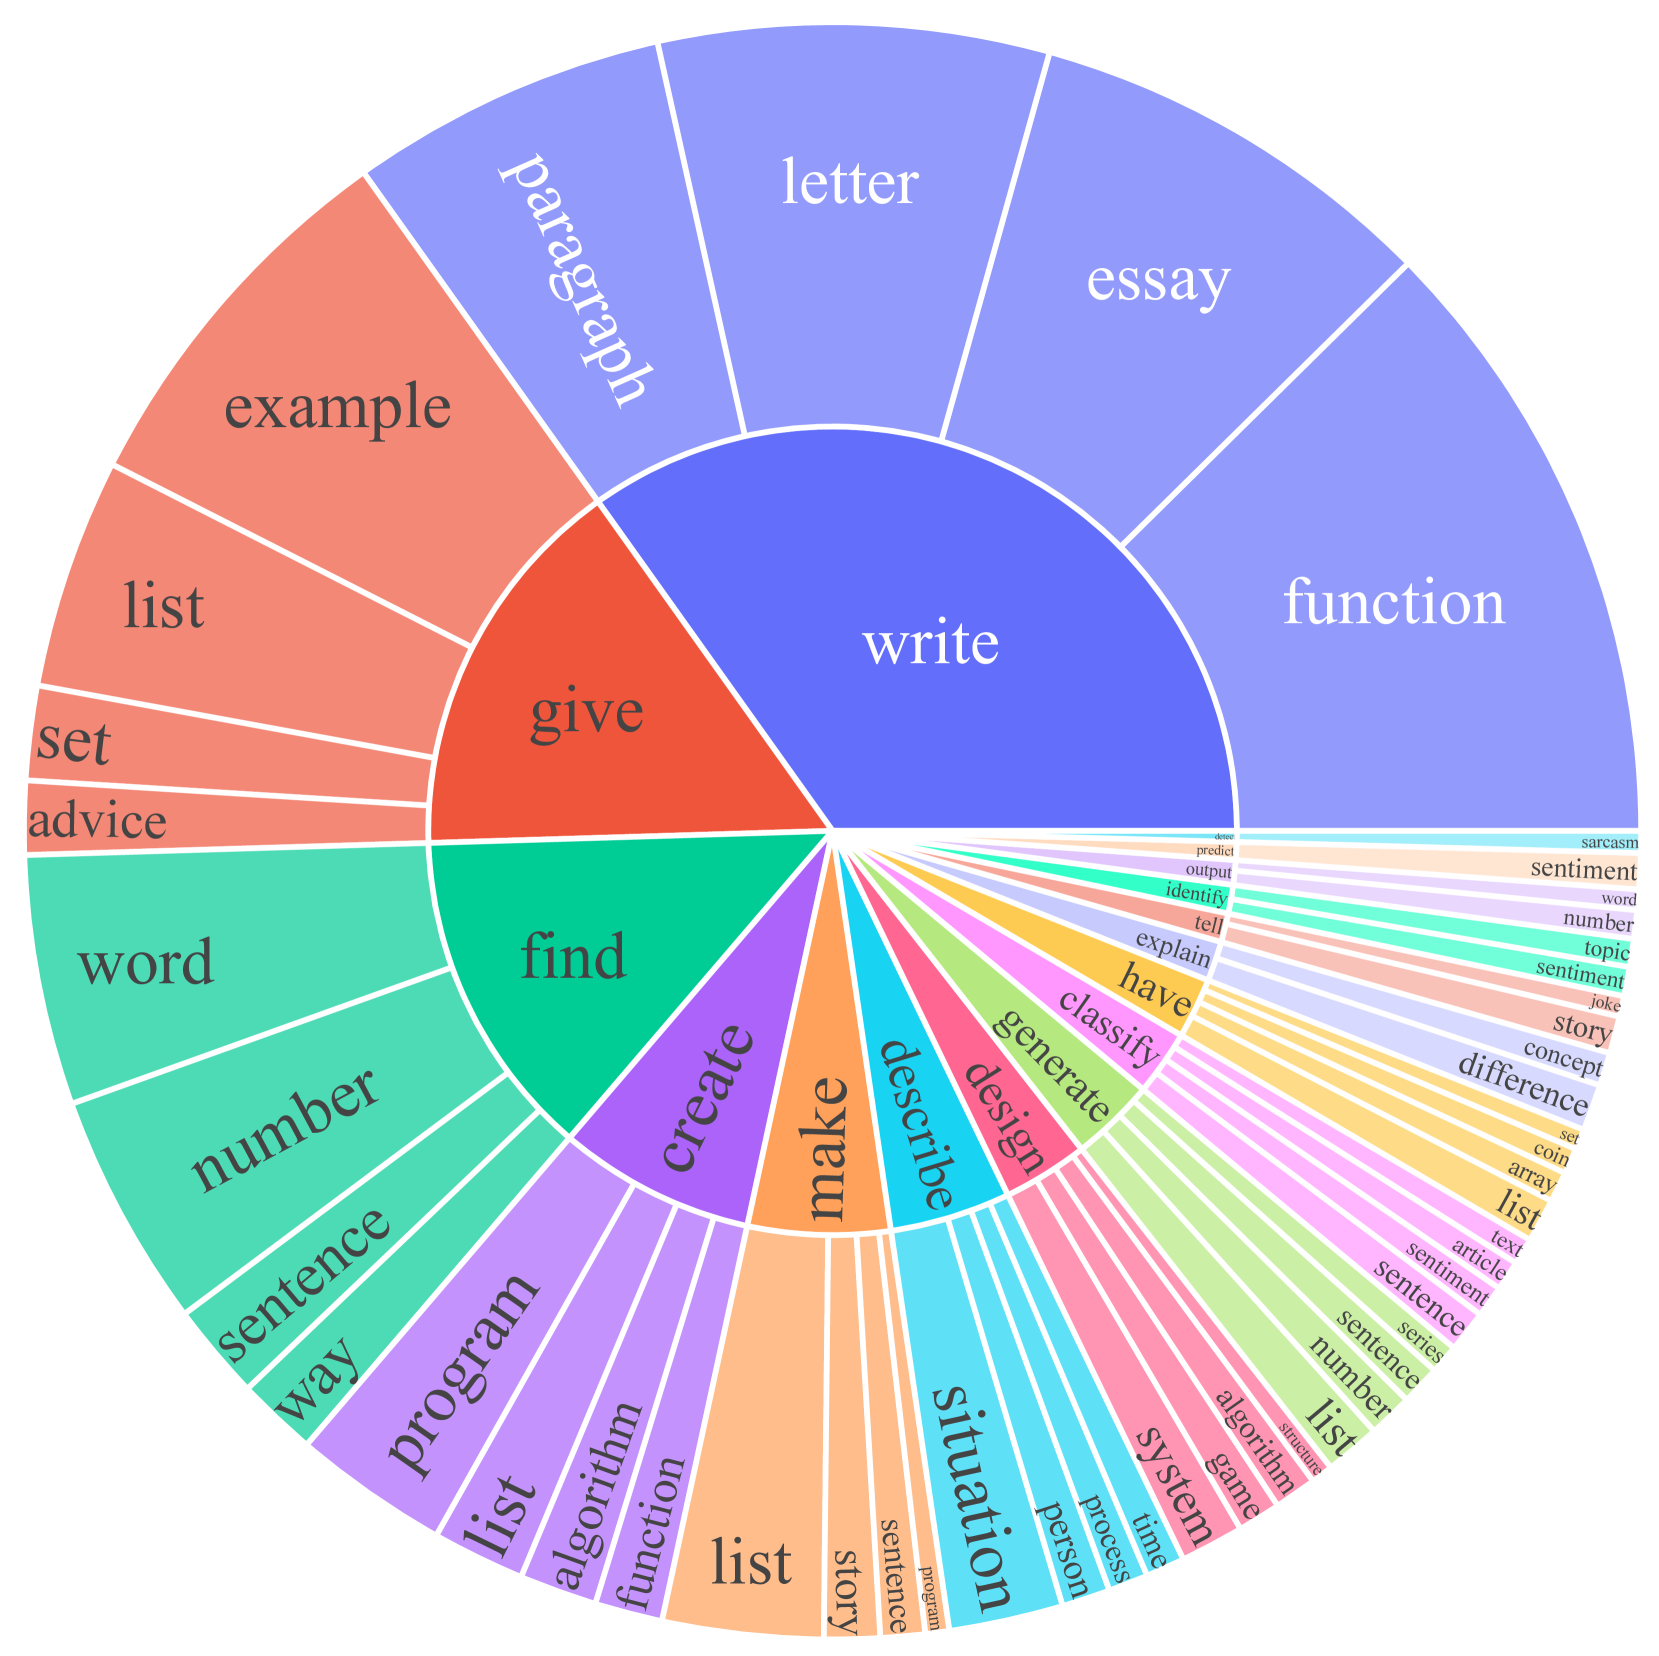 write
function
essay
letter
paragraph
give
example
list
set
advice
find
word
number
sentence
way
create
program
list
algorithm
function
make
list
story
sentence
program
describe
situation
person
process
time
design
system
game
algorithm
structure
generate
list
number
sentence
series
classify
sentence
sentiment
article
text
have
list
array
coin
set
explain
difference
concept
tell
story
joke
identify
sentiment
topic
output
number
word
predict
sentiment
detect
sarcasm